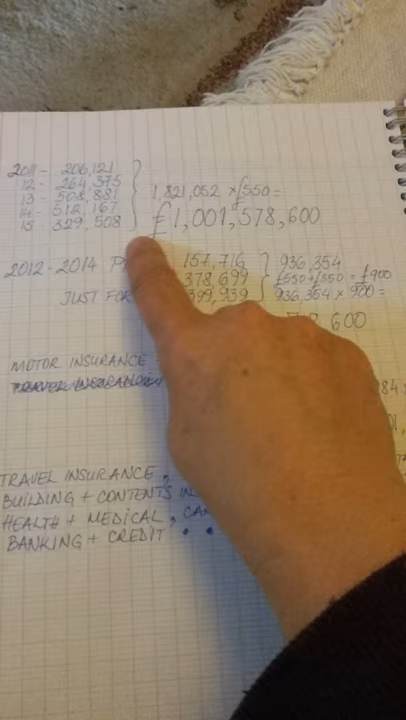 2011 - 206,121
12 - 264,375
13 - 508,881
14 - 512,167
15 - 329,508
1,821,052 x £550 =
£1,001,578,600
2012 - 2014 157,716
378,699
JUST FOR 399,939
936,354
£550 + £350 = £900
936,354 x 900 =
600
MOTOR INSURANCE
TRAVEL INSURANCE,
BUILDING + CONTENTS
HEALTH + MEDICAL,
BANKING + CREDIT